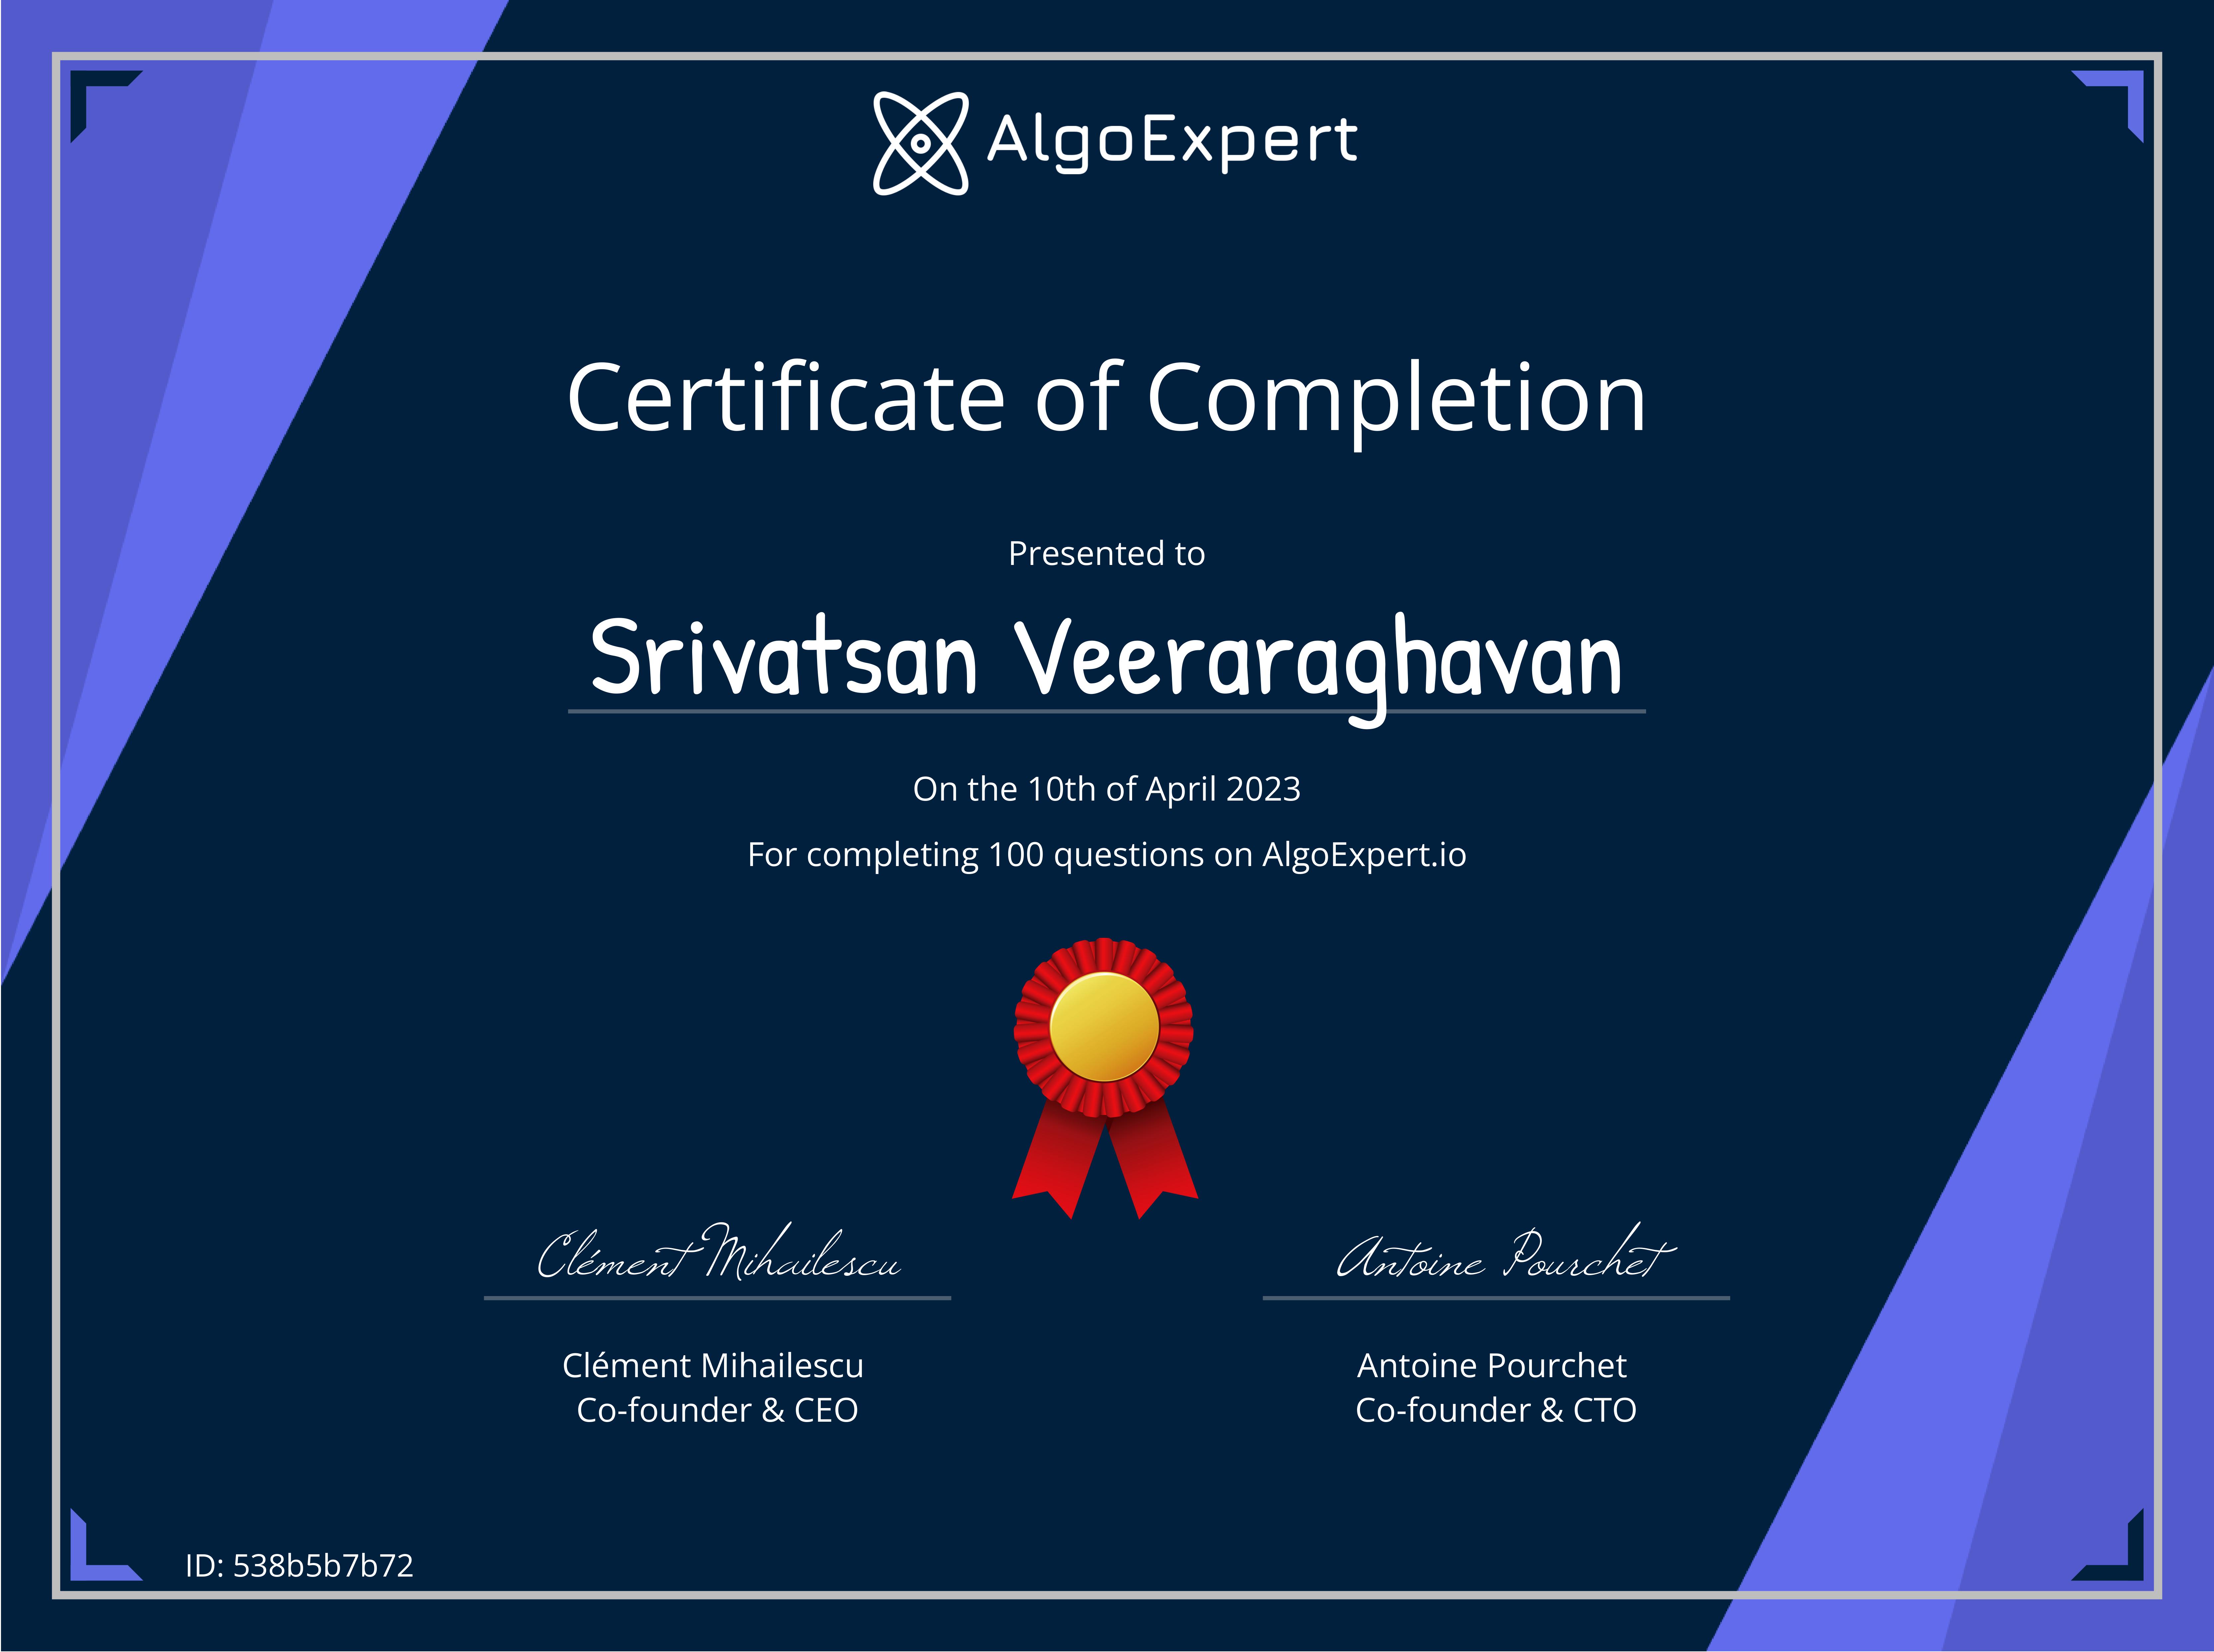 AlgoExpert
Certificate of Completion
Presented to
Srivatsan Veeraraghavan
On the 10th of April 2023
For completing 100 questions on AlgoExpert.io
Clément Mihailescu
Antoine Pourchet
Clément Mihailescu
Co-founder & CEO
Antoine Pourchet
Co-founder & CTO
ID: 538b5b7b72